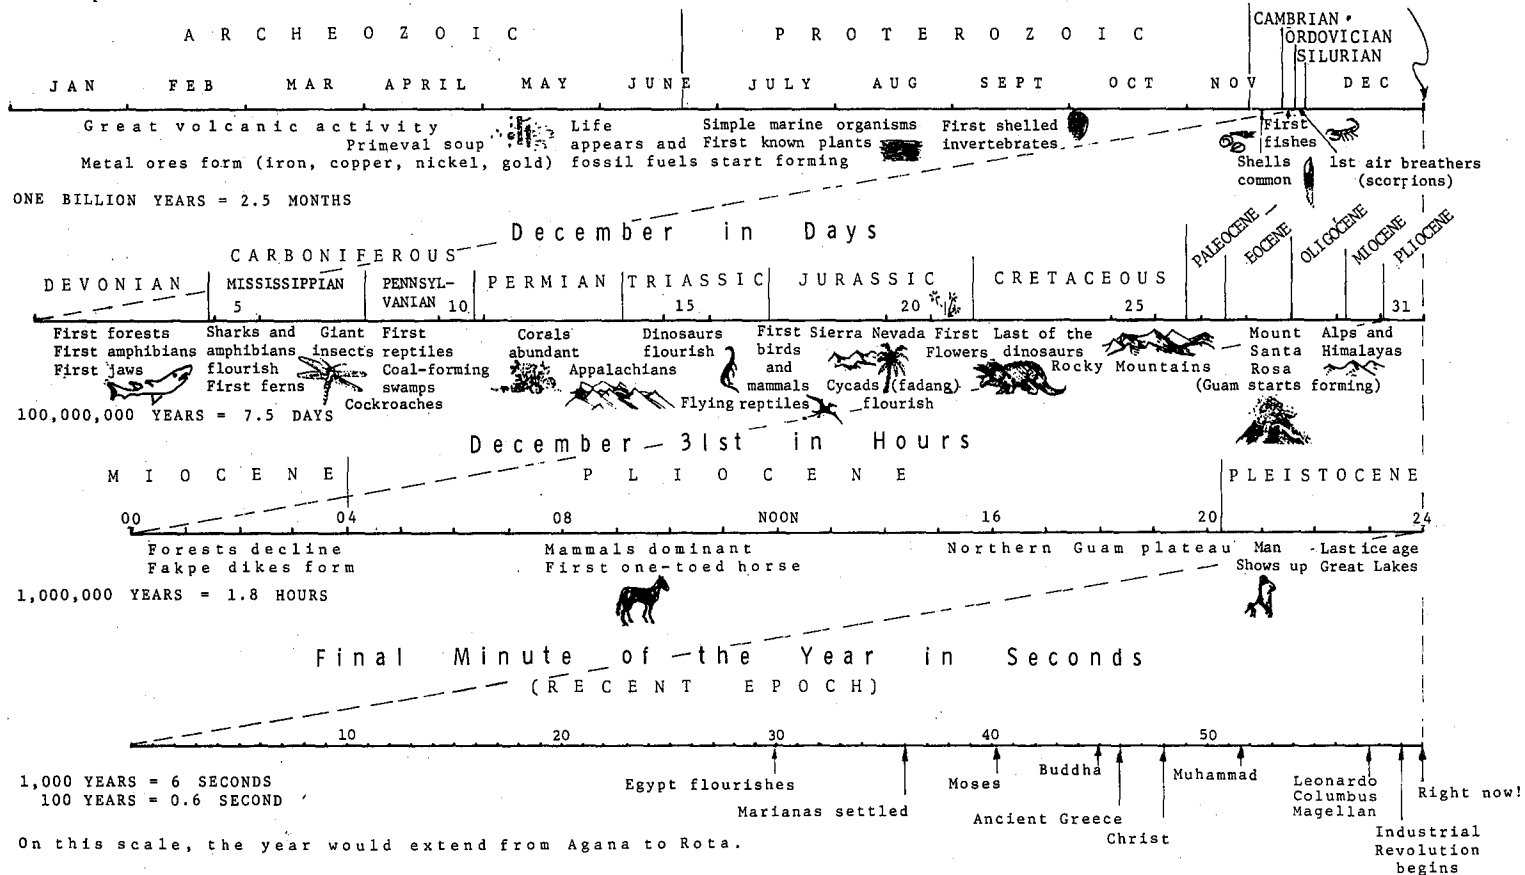 CAMBRIAN
ORDOVICIAN
SILURIAN
ARCHEOZOIC PROTEROZOIC
JAN FEB MAR APRIL MAY JUNE JULY AUG SEPT OCT NOV DEC
Great volcanic activity
Primeval soup
Metal ores form (iron, copper, nickel, gold)
Life
appears and
fossil fuels start forming
Simple marine organisms
First known plants
First shelled
invertebrates
First
fishes
Shells
common
1st air breathers
(scorpions)
ONE BILLION YEARS = 2.5 MONTHS
December in Days
PALEOCENE
EOCENE
OLIGOCENE
MIOCENE
PLIOCENE
CARBONIFEROUS
DEVONIAN MISSISSIPPIAN PENNSYL-
VANIAN PERMIAN TRIASSIC JURASSIC CRETACEOUS
5 10 15 20 25 31
First forests
First amphibians
First jaws
Sharks and
amphibians
flourish
First ferns
Giant
insects
Cockroaches
First
reptiles
Coal-forming
swamps
Corals
abundant
Appalachians
Dinosaurs
flourish
Flying reptiles
First
birds
and
mammals
Sierra Nevada
Cycads (fadang)
flourish
First
Flowers
Last of the
dinosaurs
Rocky Mountains
Mount
Santa
Rosa
(Guam starts forming)
Alps and
Himalayas
100,000,000 YEARS = 7.5 DAYS
December 31st in Hours
MIOCENE PLIOCENE PLEISTOCENE
00 04 08 NOON 16 20 24
Forests decline
Fakpe dikes form
Mammals dominant
First one-toed horse
Northern Guam plateau
Man
Shows up
Last ice age
Great Lakes
1,000,000 YEARS = 1.8 HOURS
Final Minute of the Year in Seconds
(RECENT EPOCH)
10 20 30 40 50
1,000 YEARS = 6 SECONDS
100 YEARS = 0.6 SECOND
Egypt flourishes
Marianas settled
Moses
Buddha
Ancient Greece
Christ
Muhammad
Leonardo
Columbus
Magellan
Industrial
Revolution
begins
Right now!
On this scale, the year would extend from Agana to Rota.